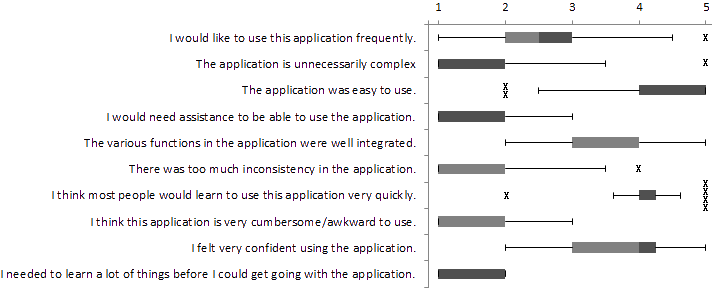 1 2 3 4 5
I would like to use this application frequently.
The application is unnecessarily complex
The application was easy to use.
I would need assistance to be able to use the application.
The various functions in the application were well integrated.
There was too much inconsistency in the application.
I think most people would learn to use this application very quickly.
I think this application is very cumbersome/awkward to use.
I felt very confident using the application.
I needed to learn a lot of things before I could get going with the application.